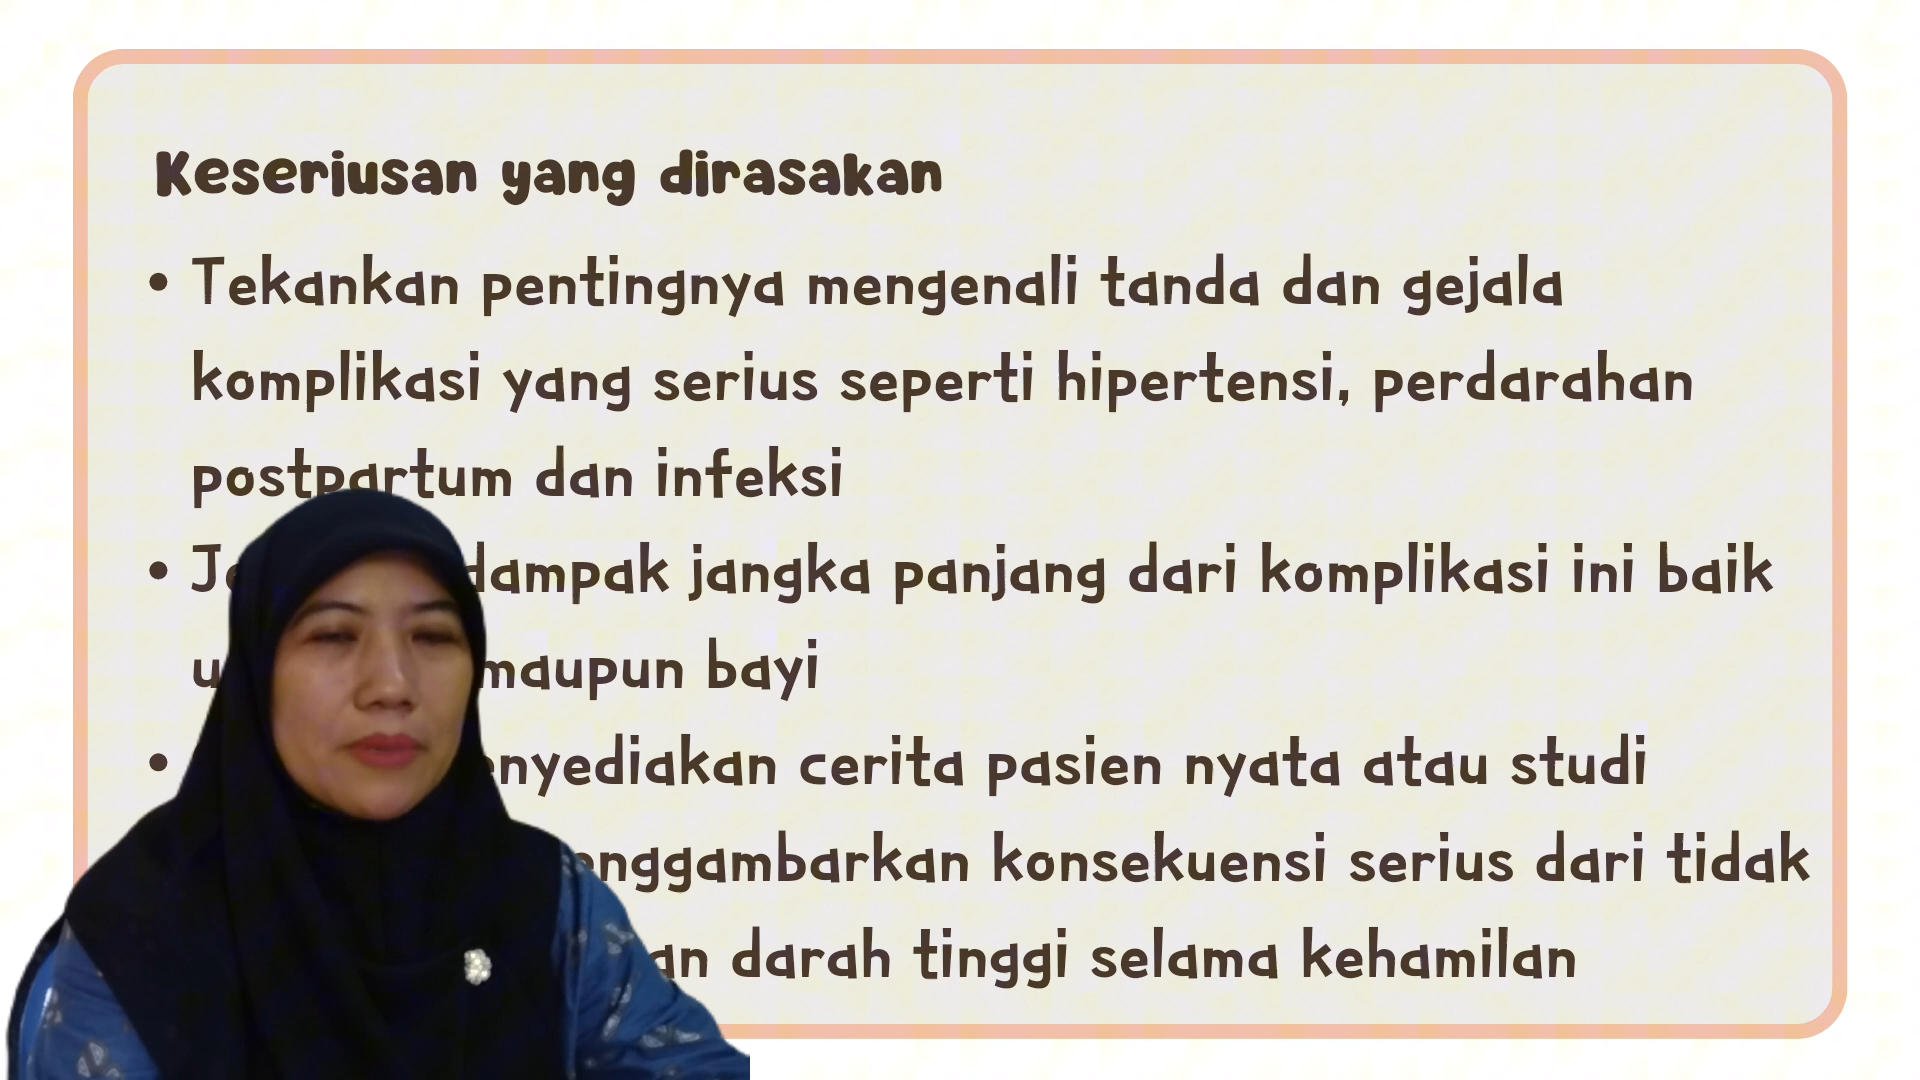 Keseriusan yang dirasakan
• Tekankan pentingnya mengenali tanda dan gejala
komplikasi yang serius seperti hipertensi, perdarahan
postpartum dan infeksi
• dampak jangka panjang dari komplikasi ini baik
maupun bayi
• cerita pasien nyata atau studi
konsekuensi serius dari tidak
darah tinggi selama kehamilan